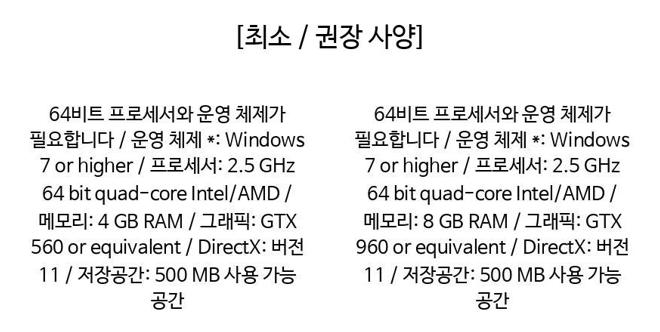 [최소 / 권장 사양]
64비트 프로세서와 운영 체제가
필요합니다 / 운영 체제 *: Windows
7 or higher / 프로세서: 2.5 GHz
64 bit quad-core Intel/AMD /
메모리: 4 GB RAM / 그래픽: GTX
560 or equivalent / DirectX: 버전
11 / 저장공간: 500 MB 사용 가능
공간
64비트 프로세서와 운영 체제가
필요합니다 / 운영 체제 *: Windows
7 or higher / 프로세서: 2.5 GHz
64 bit quad-core Intel/AMD /
메모리: 8 GB RAM / 그래픽: GTX
960 or equivalent / DirectX: 버전
11 / 저장공간: 500 MB 사용 가능
공간